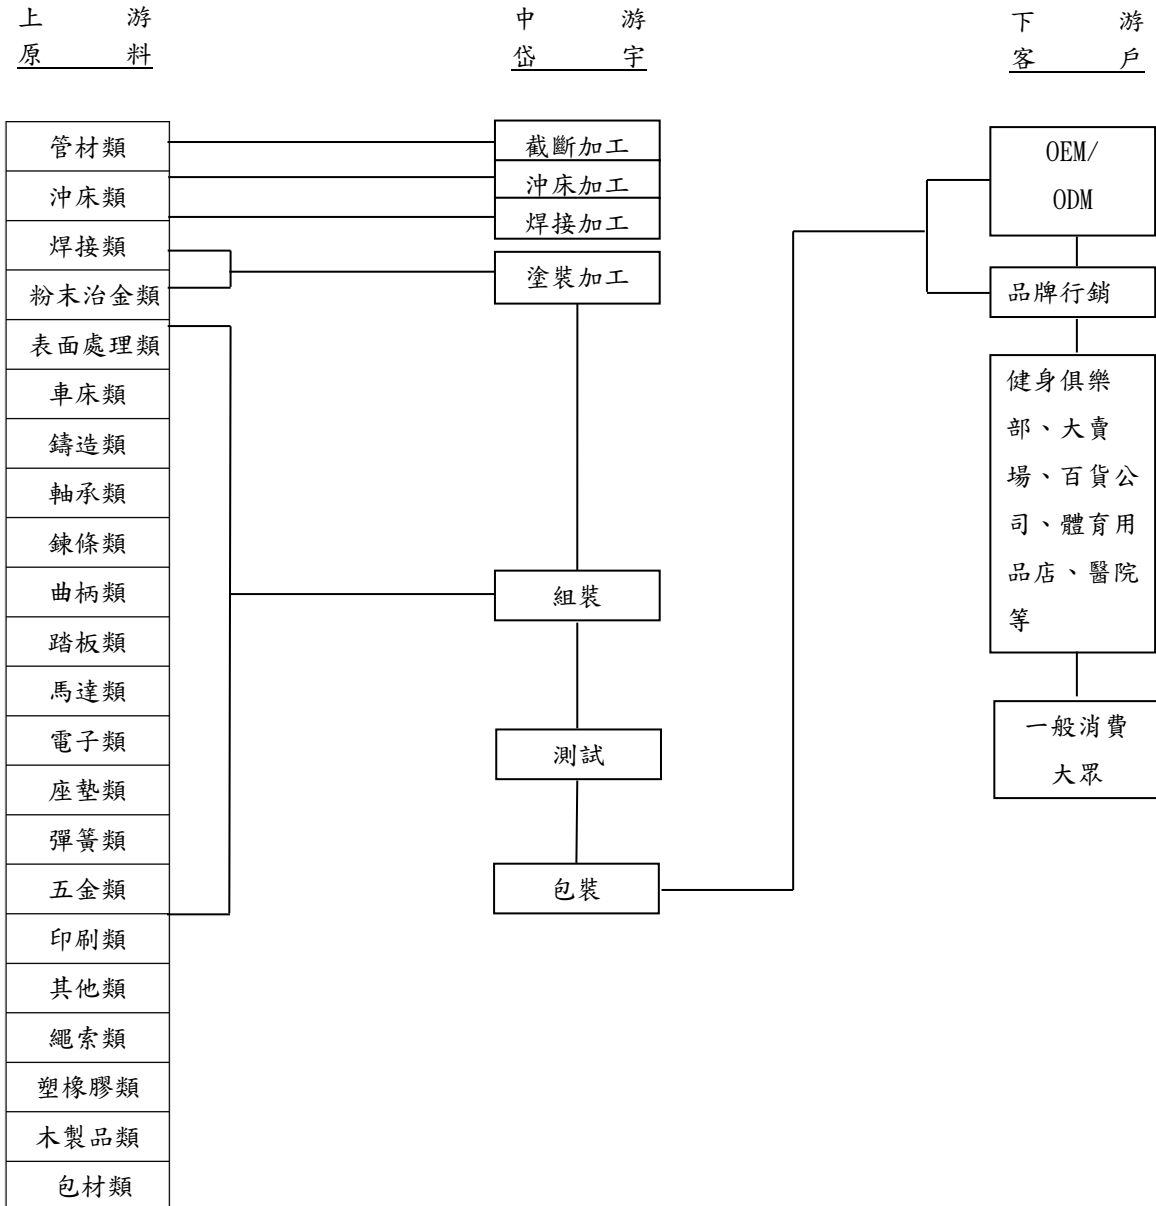 上游
原料
管材類
沖床類
焊接類
粉末治金類
表面處理類
車床類
鑄造類
軸承類
鍊條類
曲柄類
踏板類
馬達類
電子類
座墊類
彈簧類
五金類
印刷類
其他類
繩索類
塑橡膠類
木製品類
包材類
中游
岱宇
截斷加工
沖床加工
焊接加工
塗裝加工
組裝
測試
包裝
下游
客戶
OEM/
ODM
品牌行銷
健身俱樂
部、大賣
場、百貨公
司、體育用
品店、醫院
等
一般消費
大眾